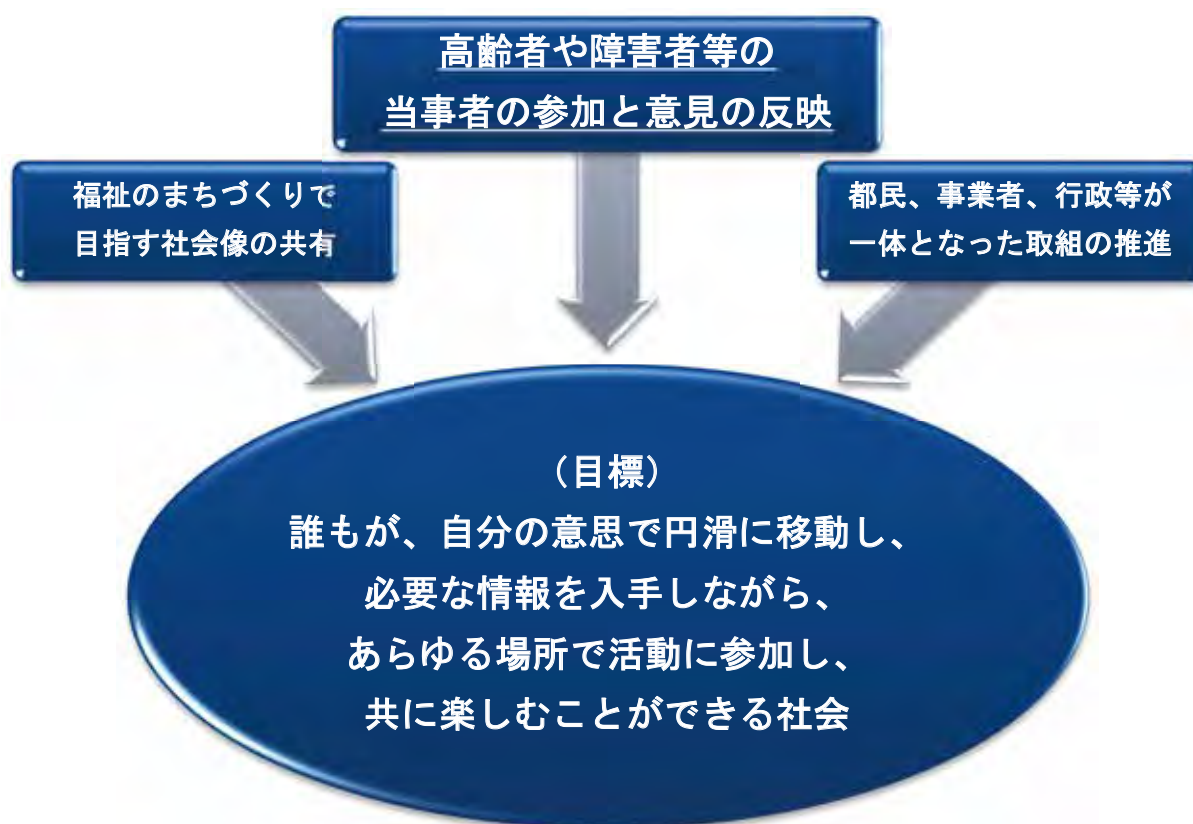 高齢者や障害者等の
当事者の参加と意見の反映
福祉のまちづくりで
目指す社会像の共有
都民、事業者、行政等が
一体となった取組の推進
（目標）
誰もが、自分の意思で円滑に移動し、
必要な情報を入手しながら、
あらゆる場所で活動に参加し、
共に楽しむことができる社会